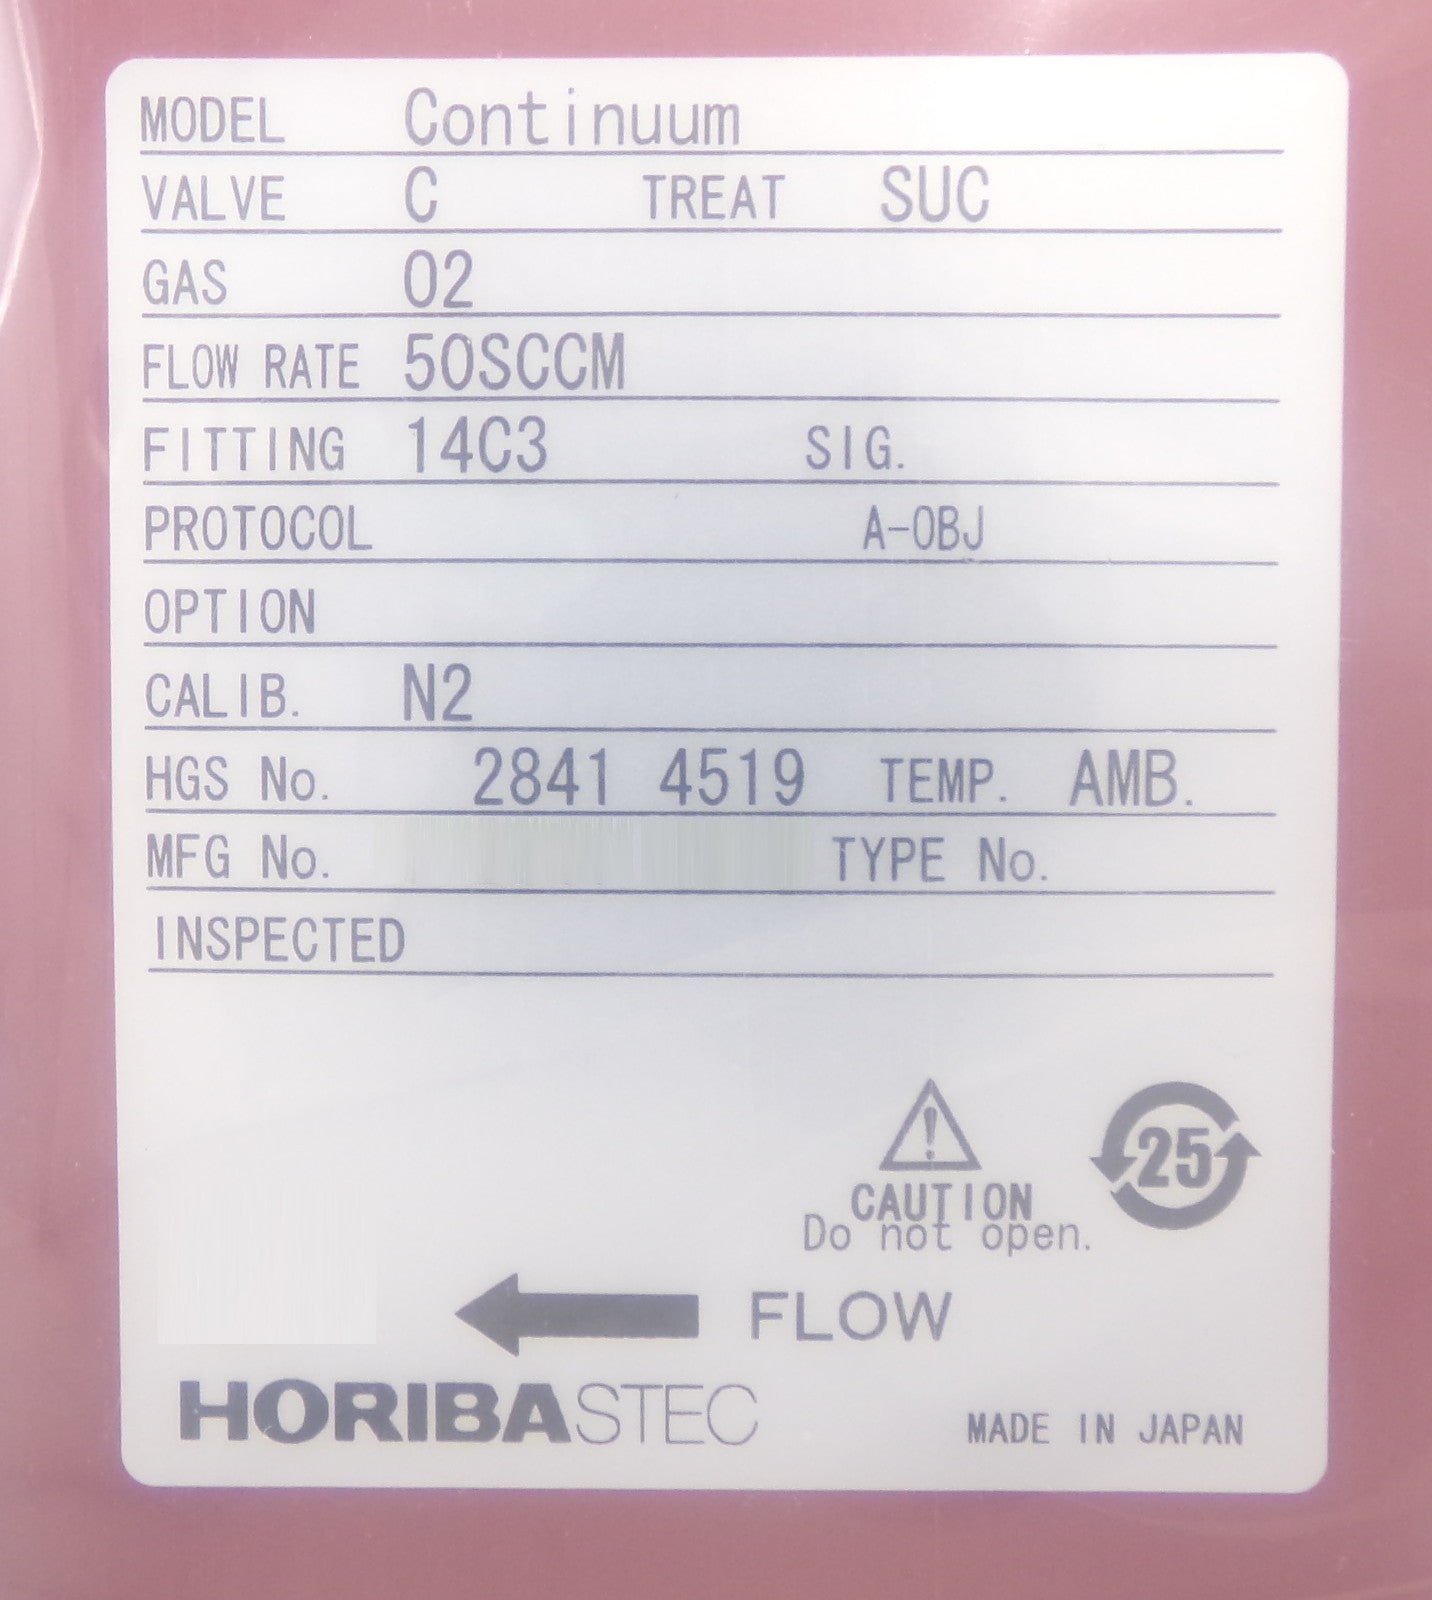 MODEL Continuum
VALVE C TREAT SUC
GAS O2
FLOW RATE 50SCCM
FITTING 14C3 SIG.
PROTOCOL A-OBJ
OPTION
CALIB. N2
HGS No. 2841 4519 TEMP. AMB.
MFG No. TYPE No.
INSPECTED
25
CAUTION
Do not open.
FLOW
HORIBASTEC
MADE IN JAPAN